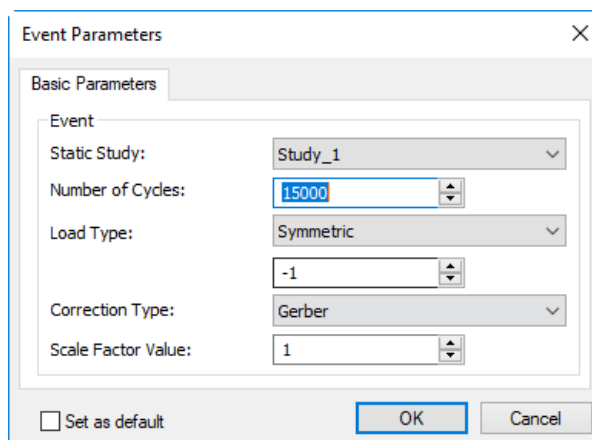 Event Parameters
Basic Parameters
Event
Static Study: Study_1
Number of Cycles: 15000
Load Type: Symmetric
-1
Correction Type: Gerber
Scale Factor Value: 1
Set as default OK Cancel